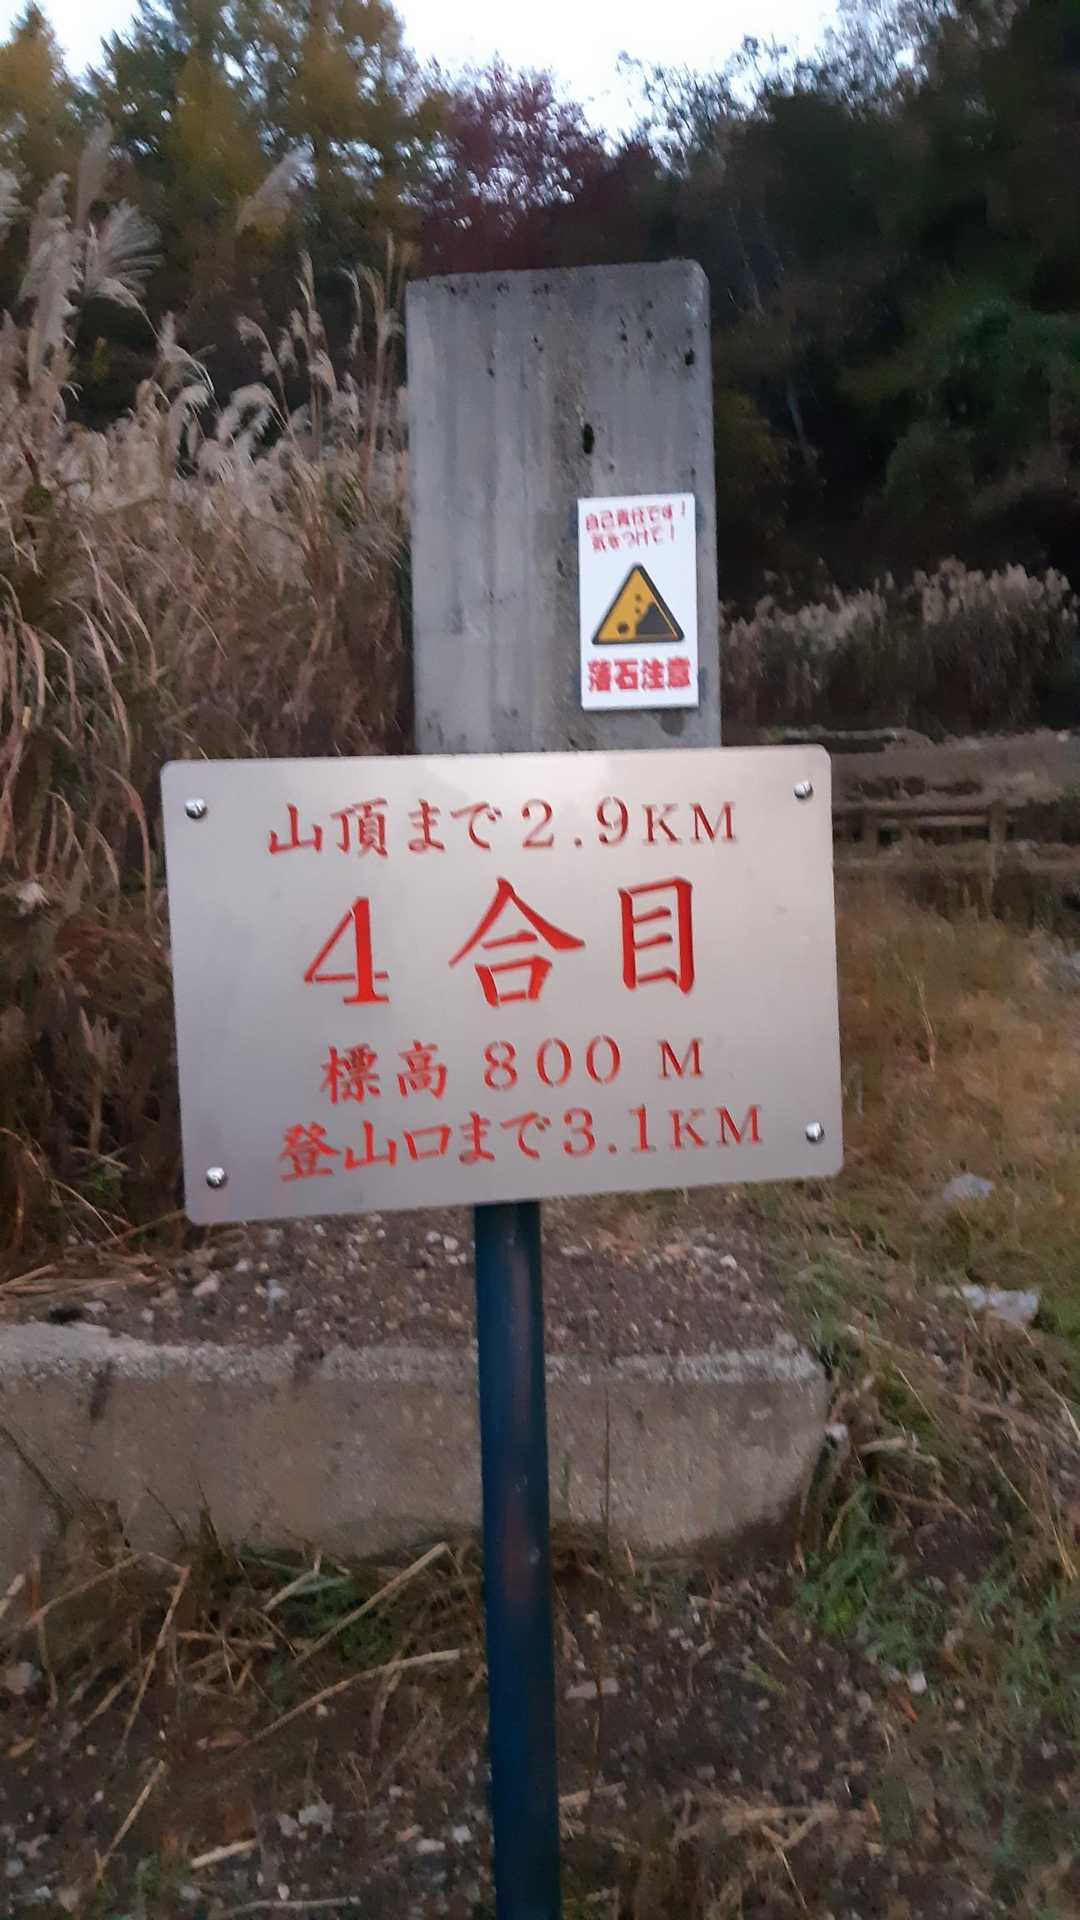 自己責任です！
気をつけて！
落石注意
山頂まで2.9KM
4合目
標高 800 M
登山口まで3.1KM